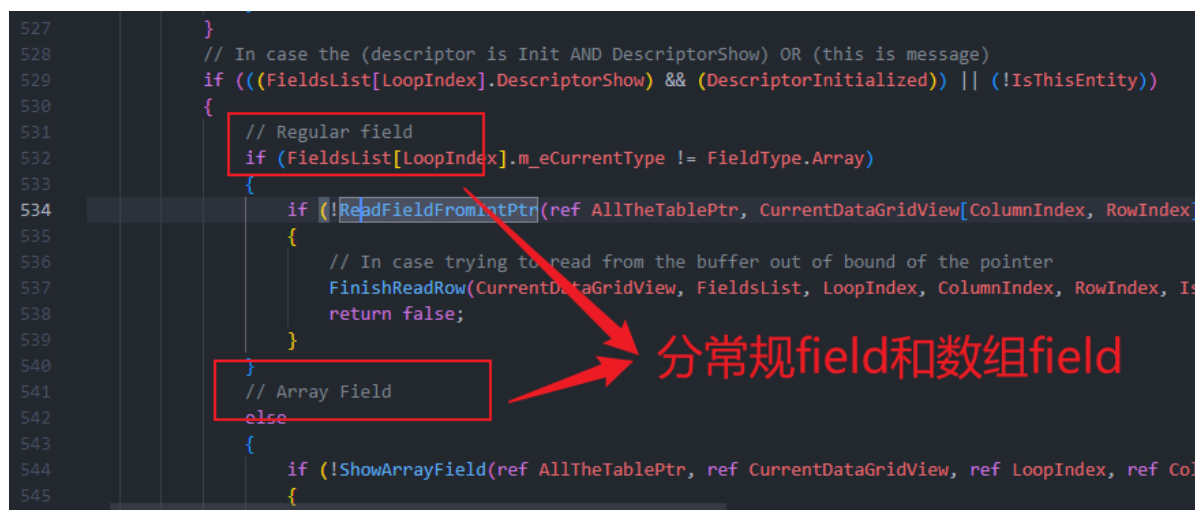 527 }
528 // In case the (descriptor is Init AND DescriptorShow) OR (this is message)
529 if (((FieldsList[LoopIndex].DescriptorShow) && (DescriptorInitialized)) || (!IsThisEntity))
530 {
531 // Regular field
532 if (FieldsList[LoopIndex].m_eCurrentType != FieldType.Array)
533 {
534 if (!ReadFieldFromintPtr(ref AllTheTablePtr, CurrentDataGridView[ColumnIndex, RowIndex]
535 {
536 // In case trying to read from the buffer out of bound of the pointer
537 FinishReadRow(CurrentDataGridView, FieldsList, LoopIndex, ColumnIndex, RowIndex, Is
538 return false;
539 }
分常规field和数组field
540 }
541 // Array Field
542 else
543 {
544 if (!ShowArrayField(ref AllTheTablePtr, ref CurrentDataGridView, ref LoopIndex, ref Col
545 {